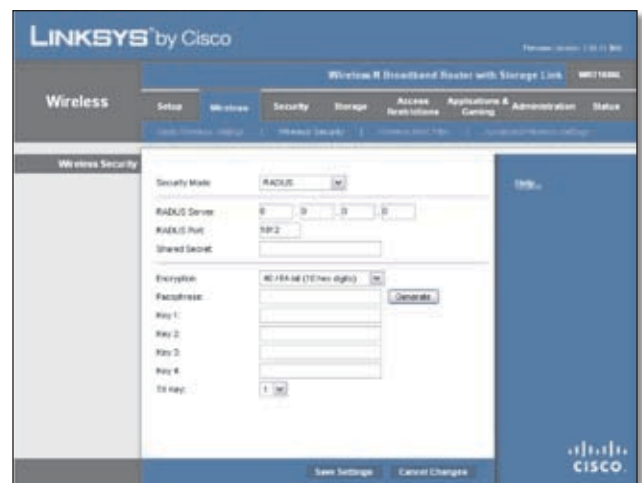 LINKSYS by Cisco
Wireless-N Broadband Router with Storage Link
Wireless
Setup Wireless Security Storage Access Restrictions Applications & Gaming Administration Status
Wireless Security
Wireless Security
Security Mode: RADIUS
RADIUS Server: 0 . 0 . 0 . 0
RADIUS Port: 1812
Shared Secret:
Encryption: 40 / 64-bit (10 hex digits)
Passphrase: Generate
Key 1:
Key 2:
Key 3:
Key 4:
TX Key: 1
Help...
Save Settings Cancel Changes
CISCO